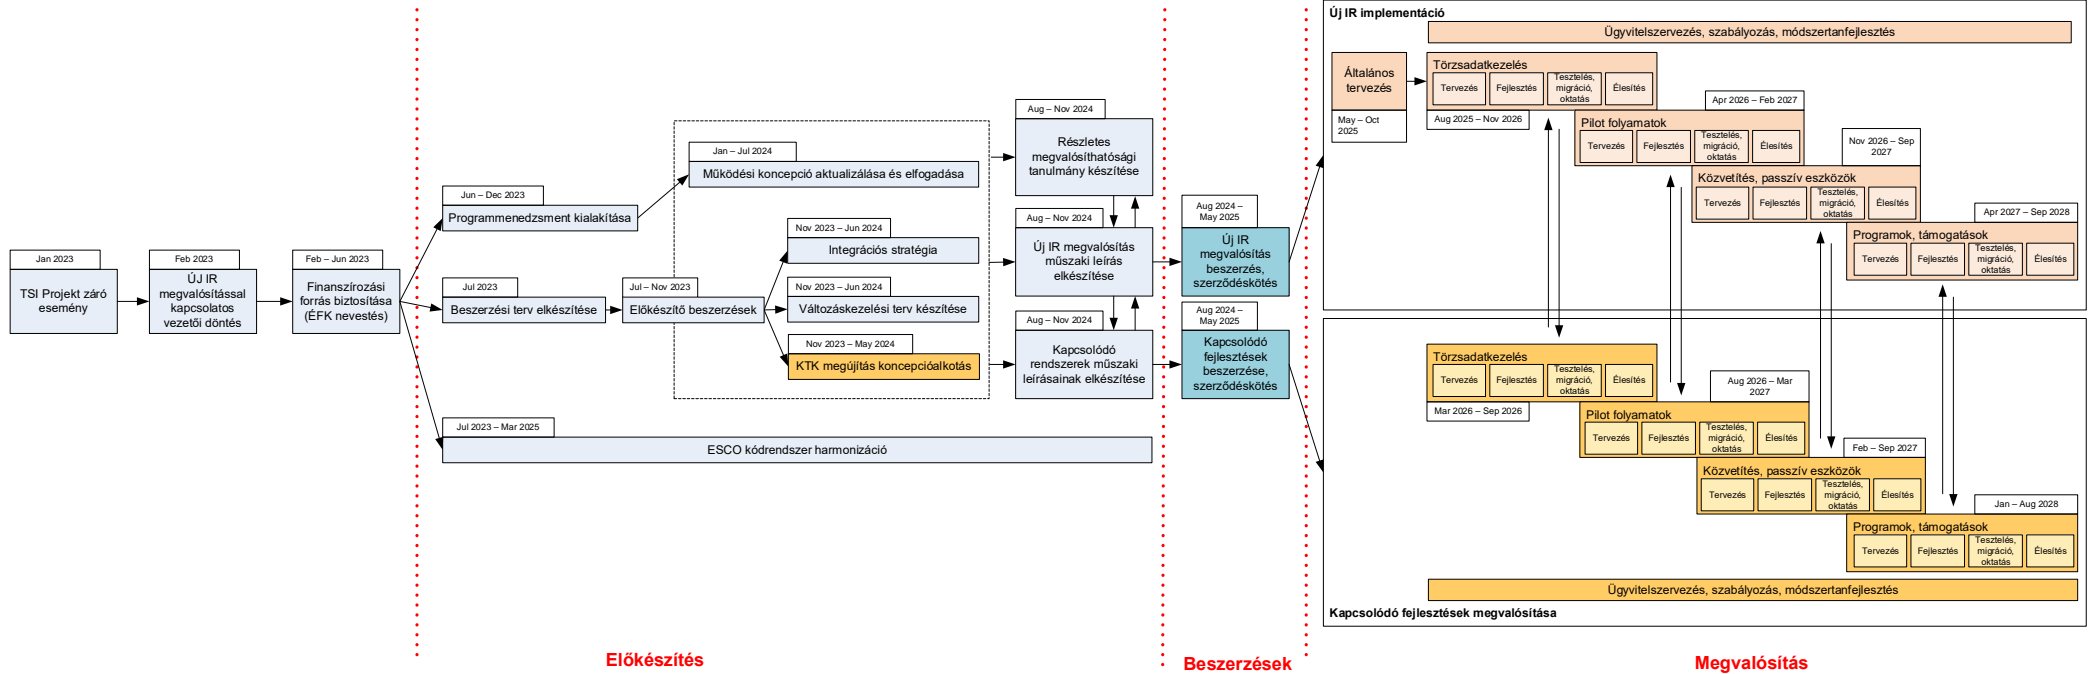 Jan 2023
TSI Projekt záró
esemény
Feb 2023
ÚJ IR
megvalósítással
kapcsolatos
vezetői döntés
Feb – Jun 2023
Finanszírozási
forrás biztosítása
(ÉFK nevestés)
Jun – Dec 2023
Programmenedzsment kialakítása
Jul 2023
Beszerzési terv elkészítése
Jul – Nov 2023
Előkészítő beszerzések
Jul 2023 – Mar 2025
ESCO kódrendszer harmonizáció
Jan – Jul 2024
Működési koncepció aktualizálása és elfogadása
Nov 2023 – Jun 2024
Integrációs stratégia
Nov 2023 – Jun 2024
Változáskezelési terv készítése
Nov 2023 – May 2024
KTK megújítás koncepcióalkotás
Aug – Nov 2024
Részletes
megvalósíthatósági
tanulmány készítése
Aug – Nov 2024
Új IR megvalósítás
műszaki leírás
elkészítése
Aug – Nov 2024
Kapcsolódó
rendszerek műszaki
leírásainak elkészítése
Előkészítés
Aug 2024 –
May 2025
Új IR
megvalósítás
beszerzés,
szerződéskötés
Aug 2024 –
May 2025
Kapcsolódó
fejlesztések
beszerzése,
szerződéskötés
Beszerzések
Új IR implementáció
Ügyvitelszervezés, szabályozás, módszertanfejlesztés
Általános
tervezés
May – Oct
2025
Törzsadatkezelés
Tervezés
Fejlesztés
Tesztelés,
migráció,
oktatás
Élesítés
Aug 2025 – Nov 2026
Apr 2026 – Feb 2027
Pilot folyamatok
Tervezés
Fejlesztés
Tesztelés,
migráció,
oktatás
Élesítés
Nov 2026 – Sep
2027
Közvetítés, passzív eszközök
Tervezés
Fejlesztés
Tesztelés,
migráció,
oktatás
Élesítés
Apr 2027 – Sep 2028
Programok, támogatások
Tervezés
Fejlesztés
Tesztelés,
migráció,
oktatás
Élesítés
Törzsadatkezelés
Tervezés
Fejlesztés
Tesztelés,
migráció,
oktatás
Élesítés
Mar 2026 – Sep 2026
Aug 2026 – Mar
2027
Pilot folyamatok
Tervezés
Fejlesztés
Tesztelés,
migráció,
oktatás
Élesítés
Feb – Sep 2027
Közvetítés, passzív eszközök
Tervezés
Fejlesztés
Tesztelés,
migráció,
oktatás
Élesítés
Jan – Aug 2028
Programok, támogatások
Tervezés
Fejlesztés
Tesztelés,
migráció,
oktatás
Élesítés
Ügyvitelszervezés, szabályozás, módszertanfejlesztés
Kapcsolódó fejlesztések megvalósítása
Megvalósítás